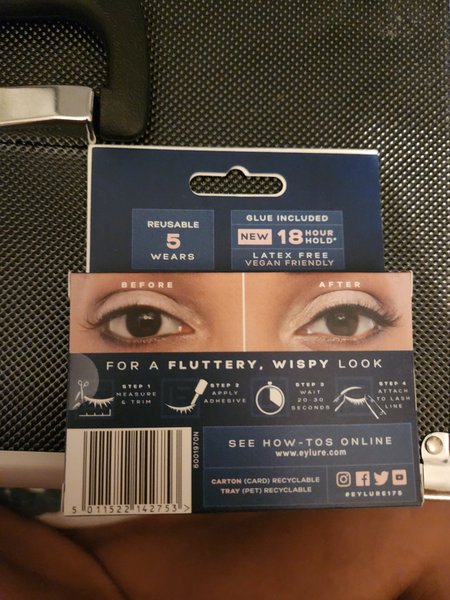 REUSABLE
5
WEARS
GLUE INCLUDED
NEW 18 HOUR HOLD*
LATEX FREE
VEGAN FRIENDLY
BEFORE
AFTER
FOR A FLUTTERY, WISPY LOOK
STEP 1
MEASURE
& TRIM
STEP 2
APPLY
ADHESIVE
STEP 3
WAIT
20-30
SECONDS
STEP 4
ATTACH
TO LASH
LINE
6001970N
5 011522 142753 >
SEE HOW-TOS ONLINE
www.eylure.com
CARTON (CARD) RECYCLABLE
TRAY (PET) RECYCLABLE
#EYLURE175